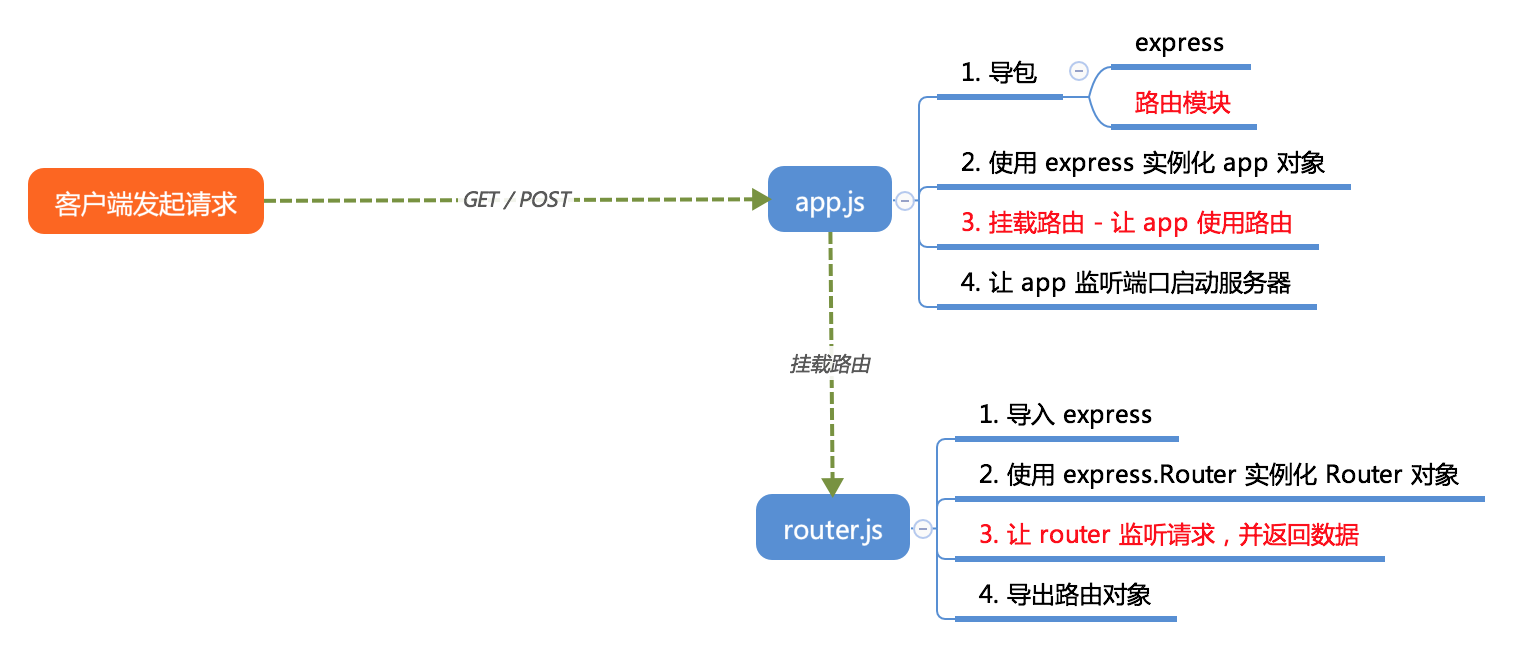 客户端发起请求
GET / POST
app.js
1. 导包
express
路由模块
2. 使用 express 实例化 app 对象
3. 挂载路由 - 让 app 使用路由
4. 让 app 监听端口启动服务器
挂载路由
router.js
1. 导入 express
2. 使用 express.Router 实例化 Router 对象
3. 让 router 监听请求，并返回数据
4. 导出路由对象